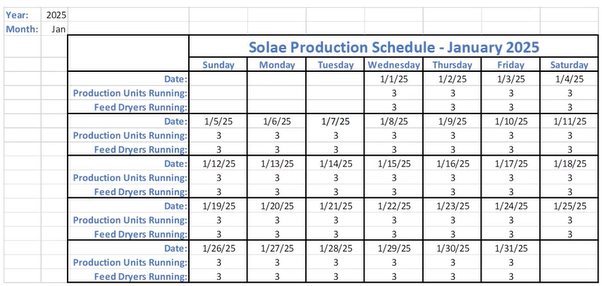 Year: 2025
Month: Jan
Solae Production Schedule - January 2025
Sunday Monday Tuesday Wednesday Thursday Friday Saturday
Date: 1/1/25 1/2/25 1/3/25 1/4/25
Production Units Running: 3 3 3 3
Feed Dryers Running: 3 3 3 3
Date: 1/5/25 1/6/25 1/7/25 1/8/25 1/9/25 1/10/25 1/11/25
Production Units Running: 3 3 3 3 3 3 3
Feed Dryers Running: 3 3 3 3 3 3 3
Date: 1/12/25 1/13/25 1/14/25 1/15/25 1/16/25 1/17/25 1/18/25
Production Units Running: 3 3 3 3 3 3 3
Feed Dryers Running: 3 3 3 3 3 3 3
Date: 1/19/25 1/20/25 1/21/25 1/22/25 1/23/25 1/24/25 1/25/25
Production Units Running: 3 3 3 3 3 3 3
Feed Dryers Running: 3 3 3 3 3 3 3
Date: 1/26/25 1/27/25 1/28/25 1/29/25 1/30/25 1/31/25
Production Units Running: 3 3 3 3 3 3
Feed Dryers Running: 3 3 3 3 3 3